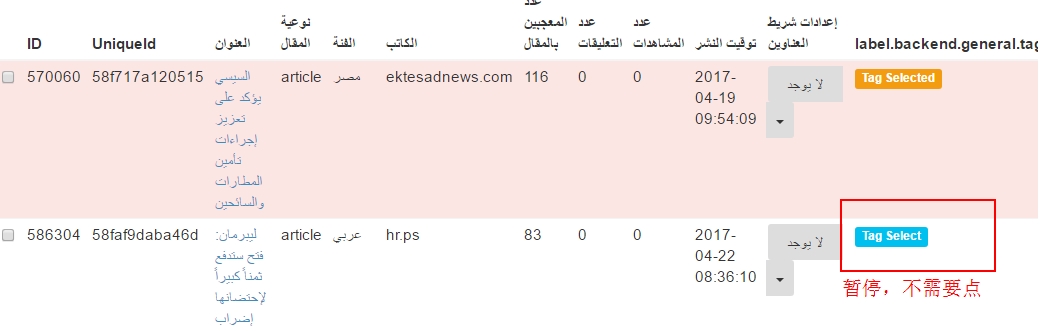 ID
UniqueId
العنوان
نوعية
المقال
الفئة
الكاتب
عدد
المعجبين
بالمقال
عدد
التعليقات
عدد
المشاهدات
توقيت النشر
إعدادات شريط
العناوين
label.backend.general.tag
570060
58f717a120515
السيسي
يؤكد على
تعزيز
إجراءات
تأمين
المطارات
والسائحين
article
مصر
ektesadnews.com
116
0
0
2017-
04-19
09:54:09
لا يوجد
Tag Selected
586304
58faf9daba46d
ليبرمان:
فتح ستدفع
ثمناً كبيراً
لإحتضانها
إضراب
article
عربي
hr.ps
83
0
0
2017-
04-22
08:36:10
لا يوجد
Tag Select
暂停，不需要点